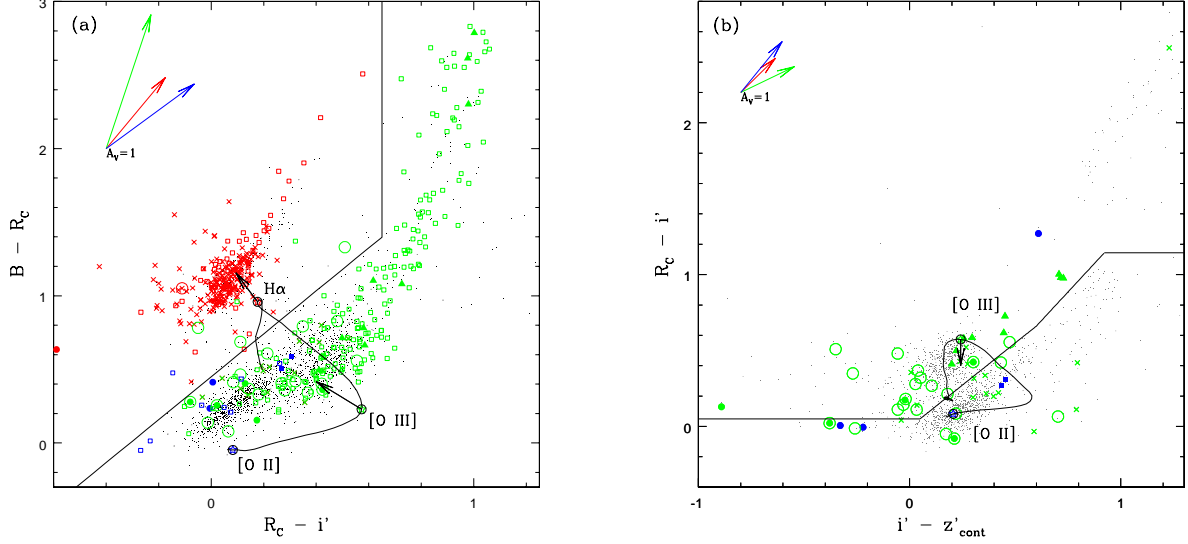 (a)
3
2
1
0
B − R_C
A_V=1
Hα
[O III]
[O II]
0
1
R_C − i'
(b)
2
1
0
R_C − i'
A_V=1
[O III]
[O II]
-1
0
1
i' − z'_cont